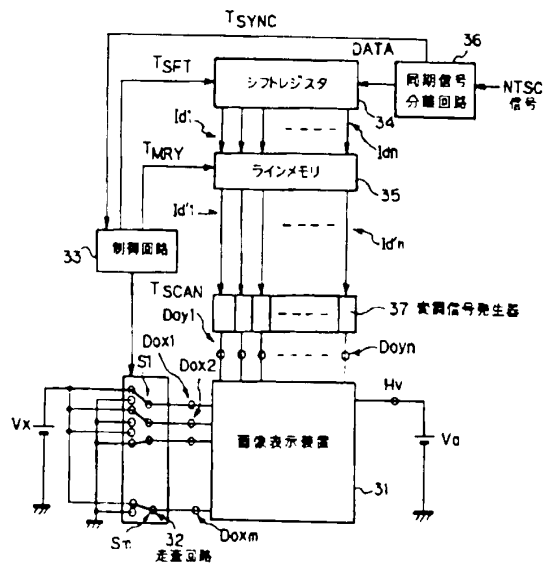 TSYNC
DATA
36
TSFT
シフトレジスタ
同期信号
分離回路
NTSC
信号
34
Id1
Idn
TMRY
ラインメモリ
35
Id'1
Id'n
制御回路
33
TSCAN
37 変調信号発生器
Doy1
Doyn
Dox1
S1
Dox2
Hv
Vx
画像表示装置
Va
31
Sm
32
走査回路
Doxm